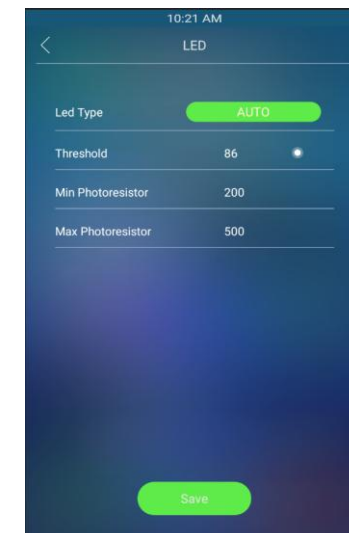 10:21 AM
LED
Led Type AUTO
Threshold 86
Min Photoresistor 200
Max Photoresistor 500
Save